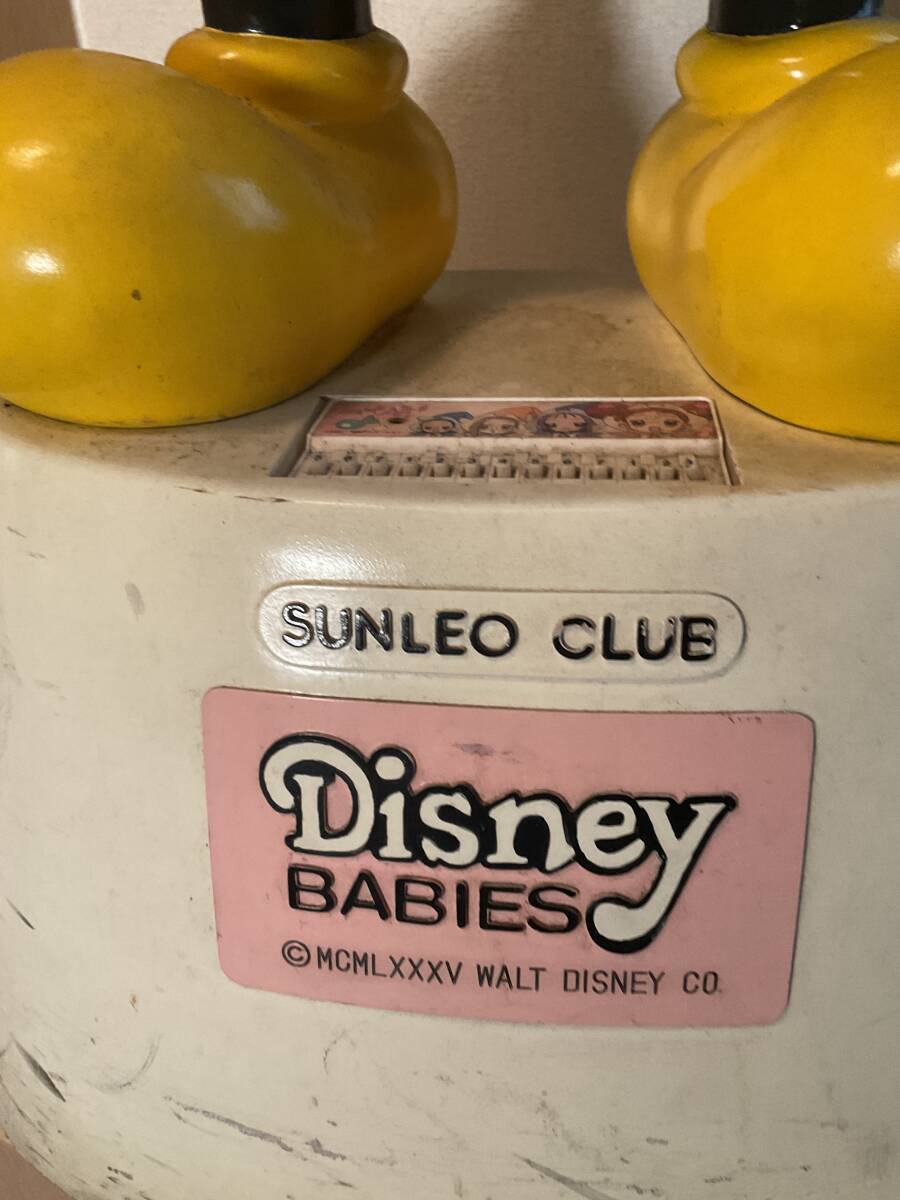 SUNLEO CLUB
Disney
BABIES
©MCMLXXXV WALT DISNEY CO.